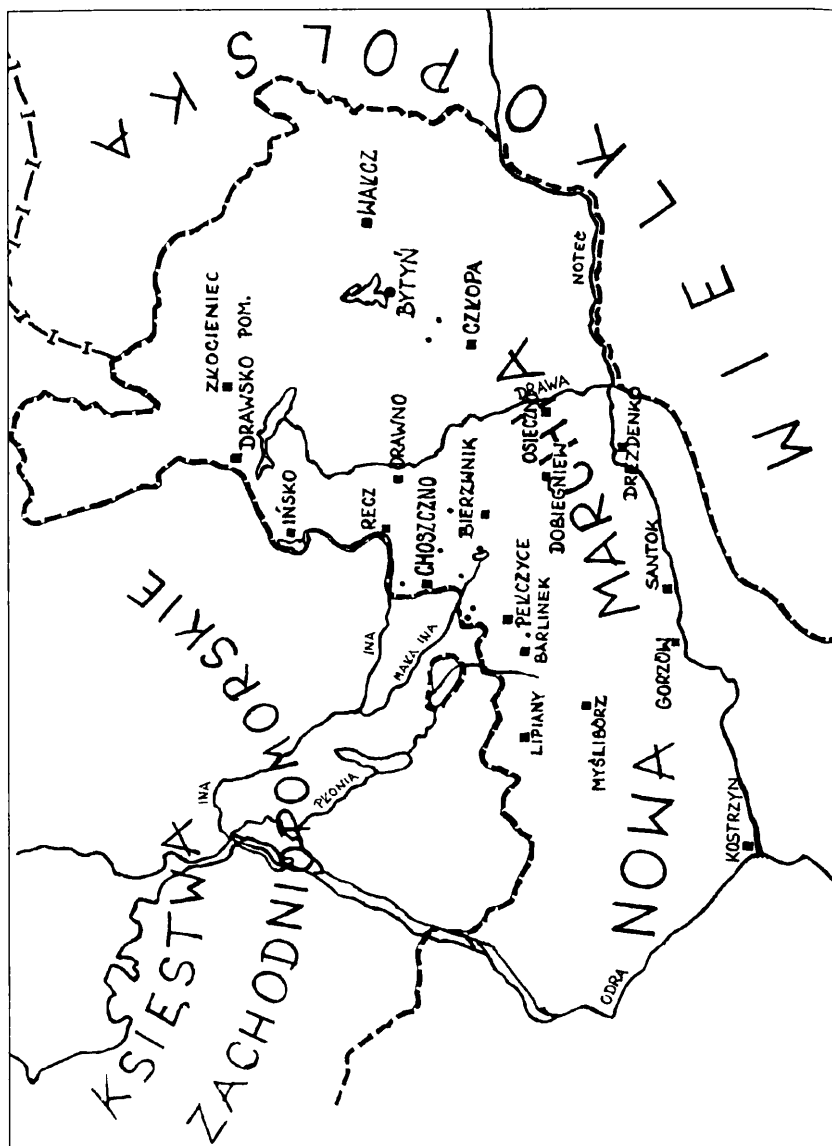 KSIĘSTWA
ZACHODNIOPOMORSKIE
WIELKOPOLSKA
NOWA MARCHIA
ZŁOCIENIEC
DRAWSKO POM.
WAŁCZ
BYTYŃ
CZŁOPA
NOTEĆ
IŃSKO
RECZ
DRAWNO
CHOSZCZNO
BIERZWNIK
DRAWA
OSIECZNO
DOBIEGNIEW
DREZDENKO
INA
INA
MAŁA INA
PŁONIA
PEŁCZYCE
BARLINEK
LIPIANY
MYŚLIBÓRZ
SANTOK
GORZÓW
KOSTRZYN
ODRA